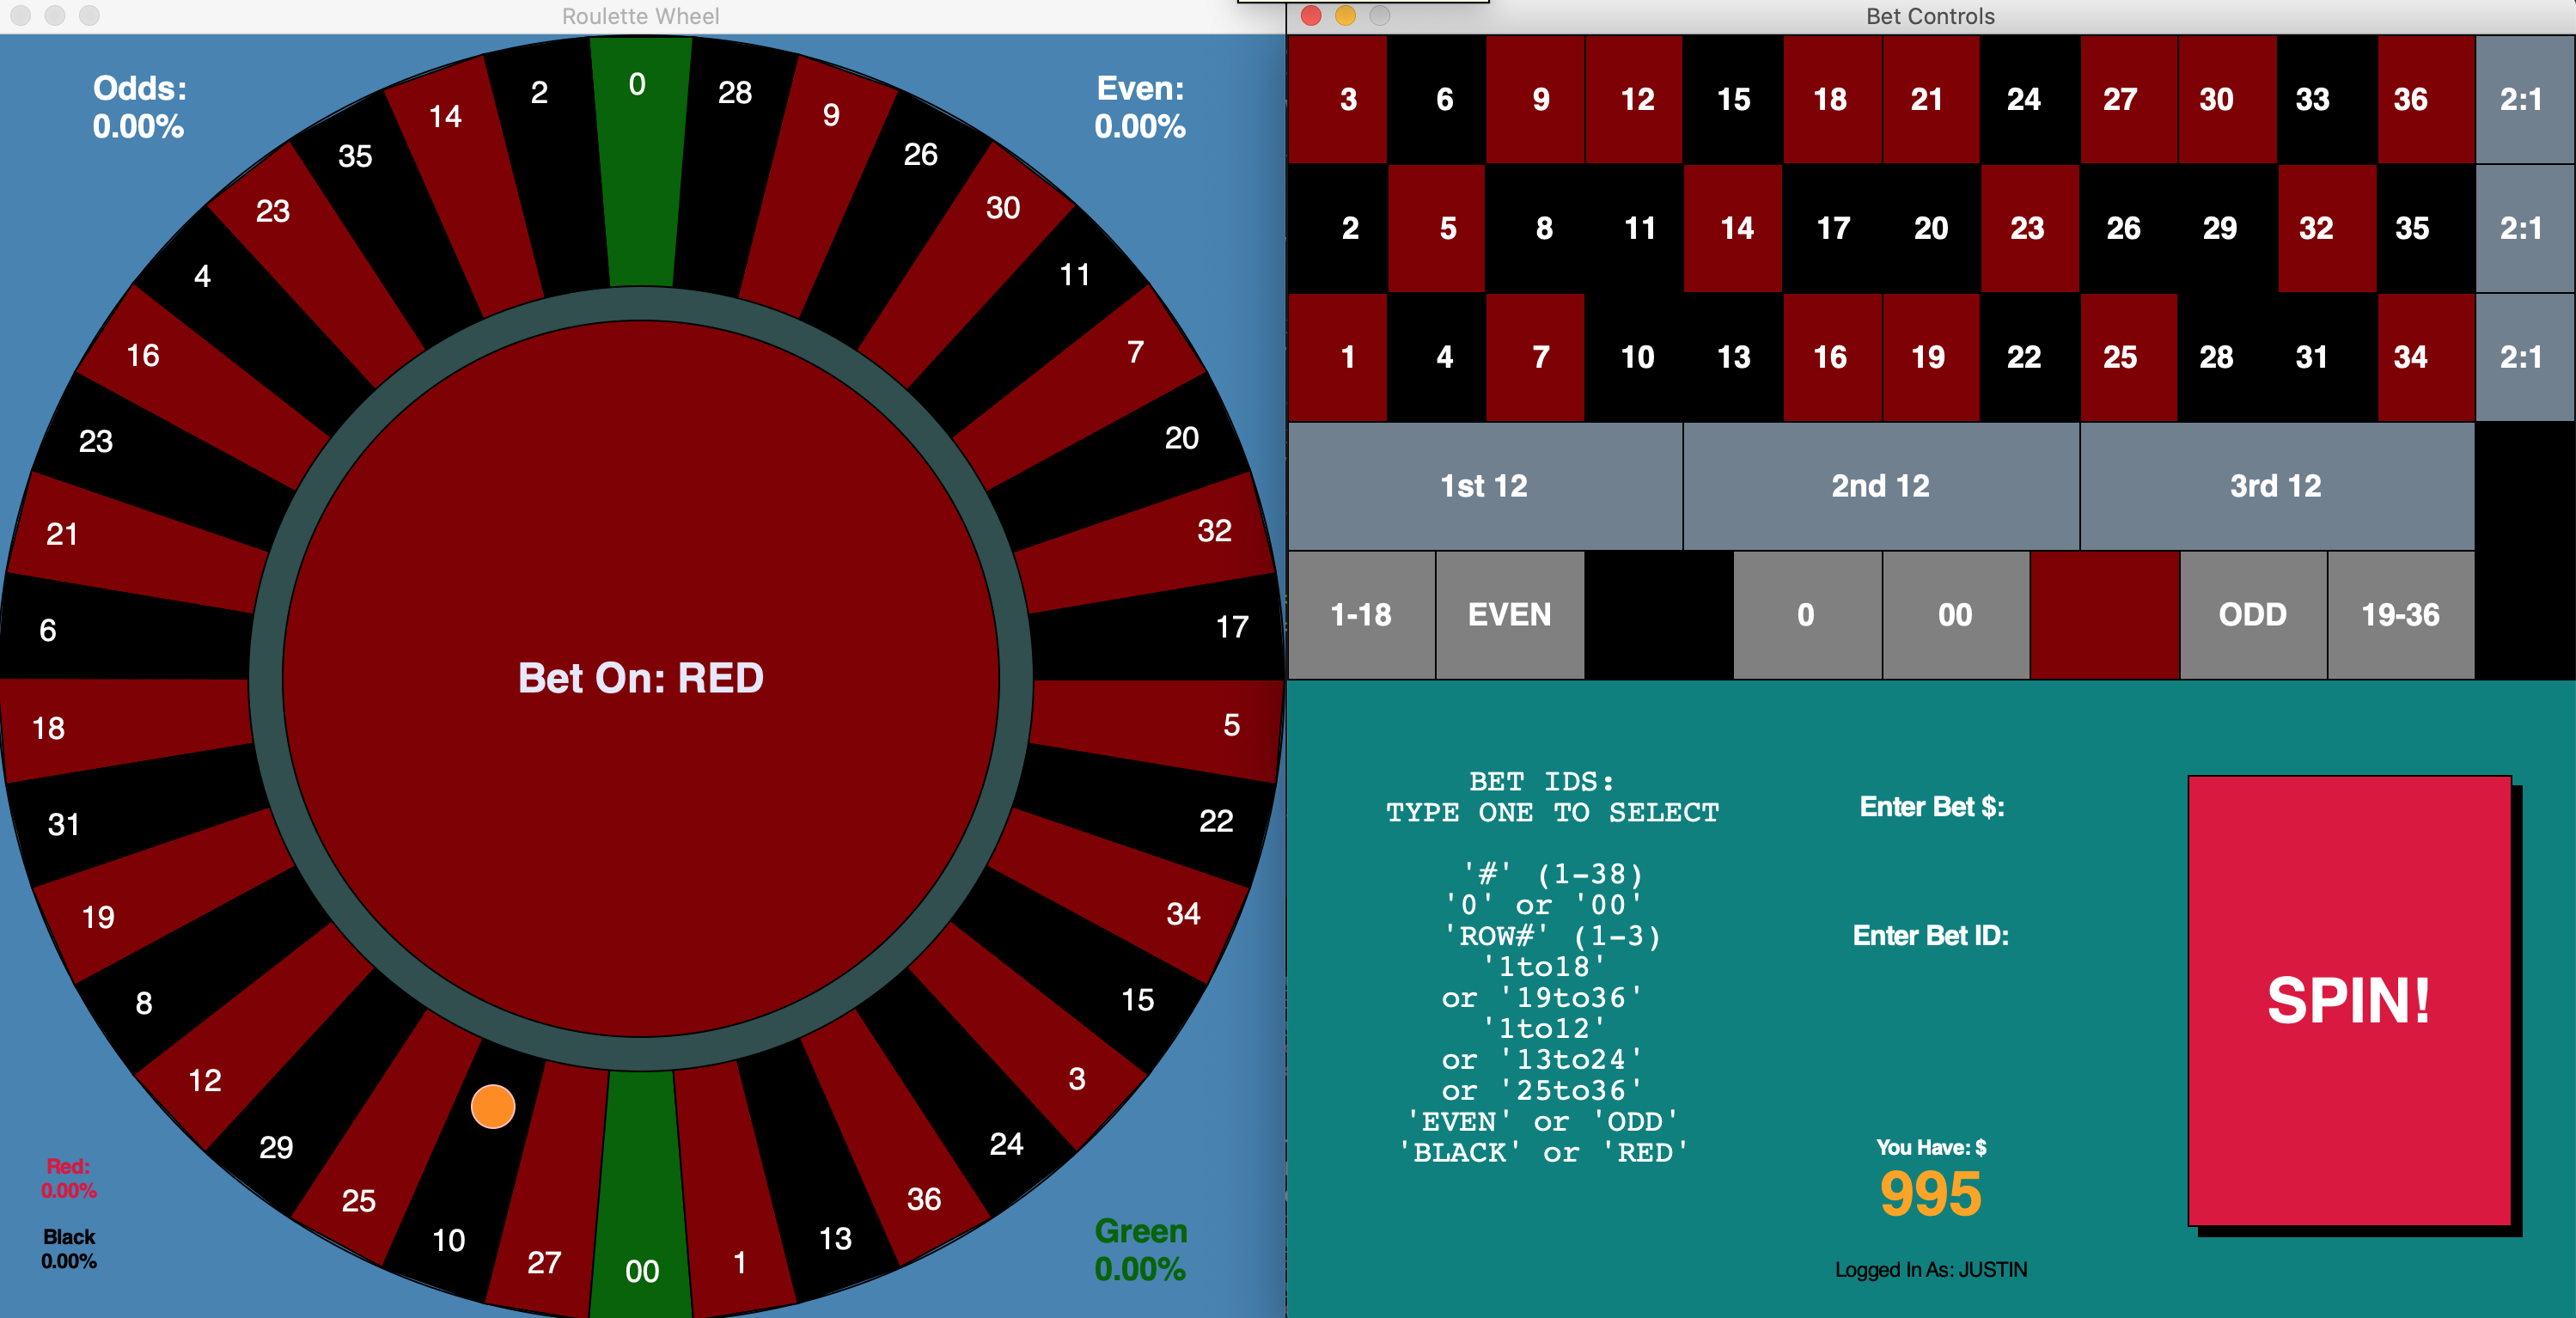 Roulette Wheel
Odds:
0.00%
Even:
0.00%
0
28
9
26
30
11
7
20
32
17
5
22
34
15
3
24
36
13
1
00
27
10
25
29
12
8
19
31
18
6
21
23
16
4
23
35
14
2
Bet On: RED
Red:
0.00%
Black
0.00%
Green
0.00%
Bet Controls
3 6 9 12 15 18 21 24 27 30 33 36 2:1
2 5 8 11 14 17 20 23 26 29 32 35 2:1
1 4 7 10 13 16 19 22 25 28 31 34 2:1
1st 12 2nd 12 3rd 12
1-18 EVEN 0 00 ODD 19-36
BET IDS:
TYPE ONE TO SELECT
'#' (1-38)
'0' or '00'
'ROW#' (1-3)
'1to18'
or '19to36'
'1to12'
or '13to24'
or '25to36'
'EVEN' or 'ODD'
'BLACK' or 'RED'
Enter Bet $:
Enter Bet ID:
You Have: $
995
Logged In As: JUSTIN
SPIN!